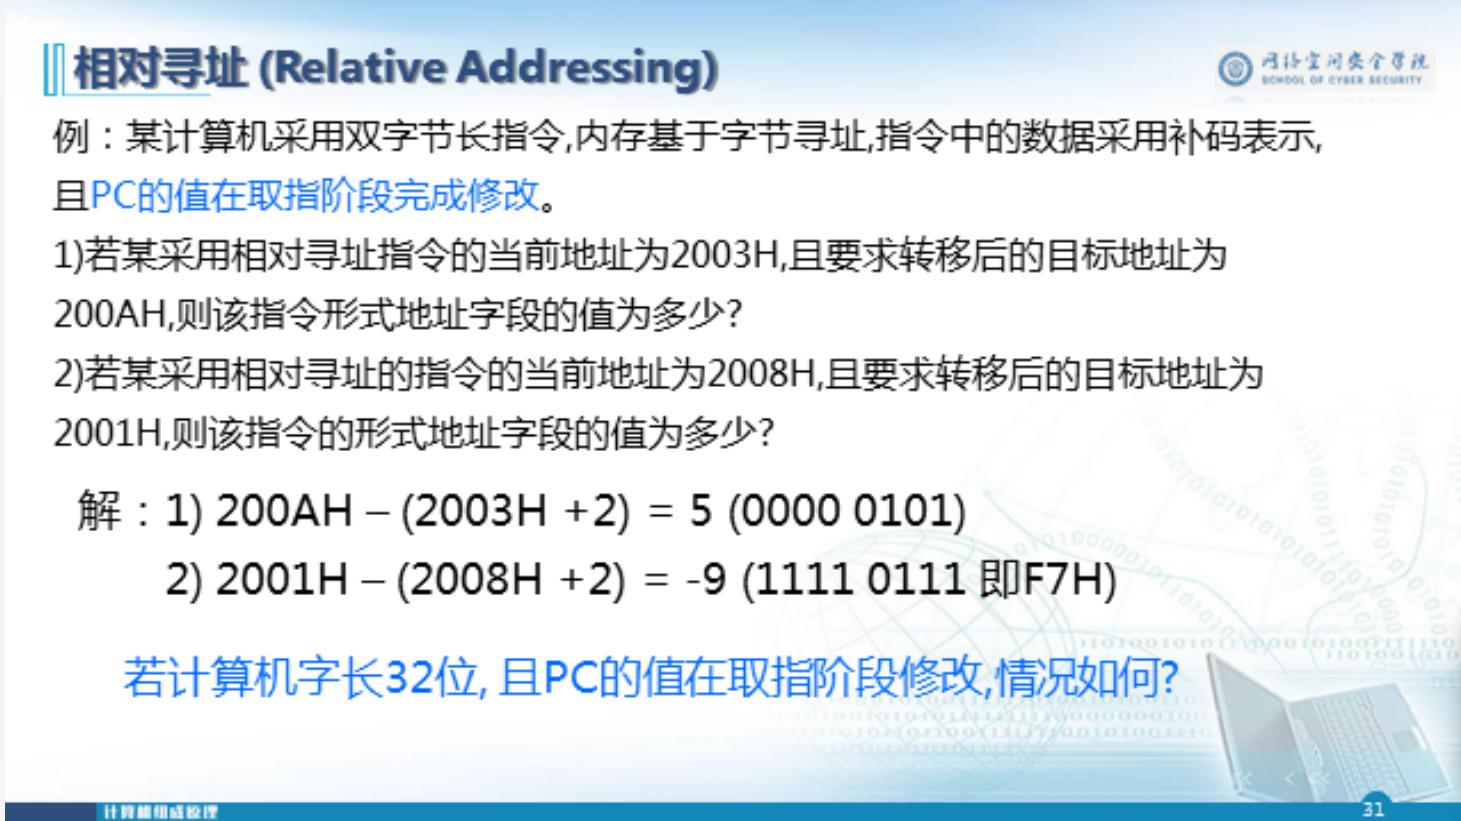 相对寻址 (Relative Addressing)
网络空间安全学院
SCHOOL OF CYBER SECURITY
例：某计算机采用双字节长指令,内存基于字节寻址,指令中的数据采用补码表示,
且PC的值在取指阶段完成修改。
1)若某采用相对寻址指令的当前地址为2003H,且要求转移后的目标地址为
200AH,则该指令形式地址字段的值为多少?
2)若某采用相对寻址的指令的当前地址为2008H,且要求转移后的目标地址为
2001H,则该指令的形式地址字段的值为多少?
解：1) 200AH – (2003H +2) = 5 (0000 0101)
2) 2001H – (2008H +2) = -9 (1111 0111 即F7H)
若计算机字长32位, 且PC的值在取指阶段修改,情况如何?
计算机组成原理
31